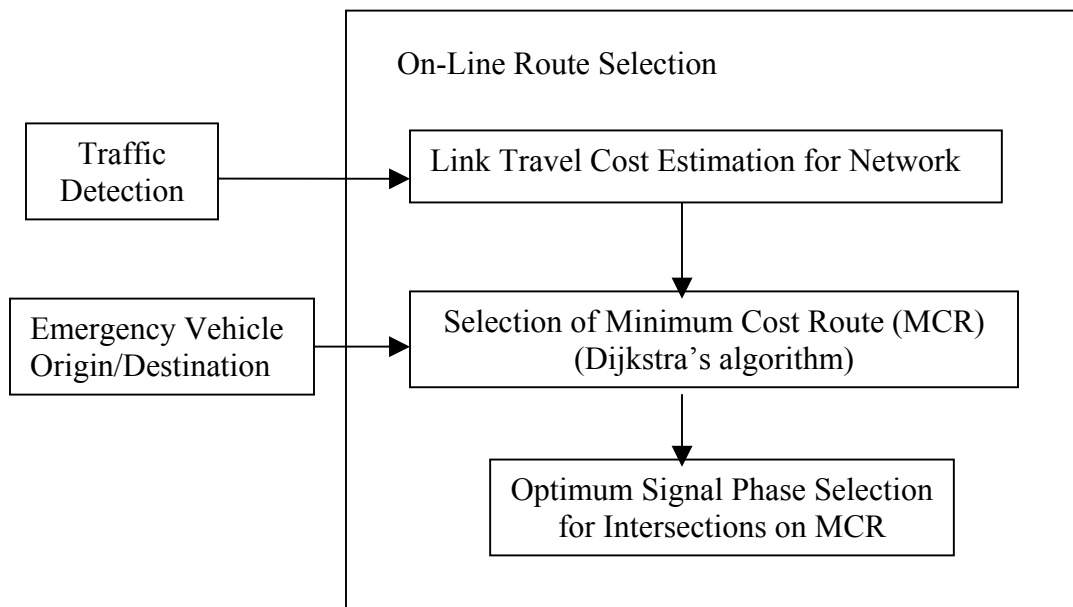 On-Line Route Selection
Traffic
Detection
Link Travel Cost Estimation for Network
Emergency Vehicle
Origin/Destination
Selection of Minimum Cost Route (MCR)
(Dijkstra’s algorithm)
Optimum Signal Phase Selection
for Intersections on MCR